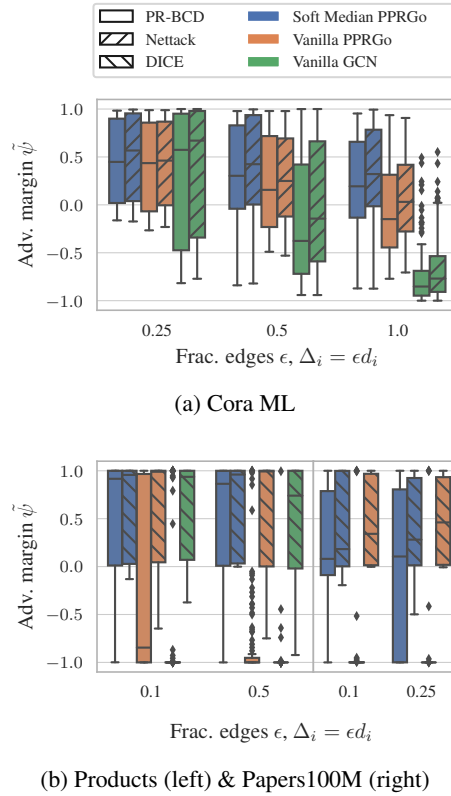 PR-BCD
Nettack
DICE
Soft Median PPRGo
Vanilla PPRGo
Vanilla GCN
Adv. margin ψ̃
1.0
0.5
0.0
−0.5
−1.0
0.25 0.5 1.0
Frac. edges ϵ, Δᵢ = ϵdᵢ
(a) Cora ML
Adv. margin ψ̃
1.0
0.5
0.0
−0.5
−1.0
0.1 0.5 0.1 0.25
Frac. edges ϵ, Δᵢ = ϵdᵢ
(b) Products (left) & Papers100M (right)